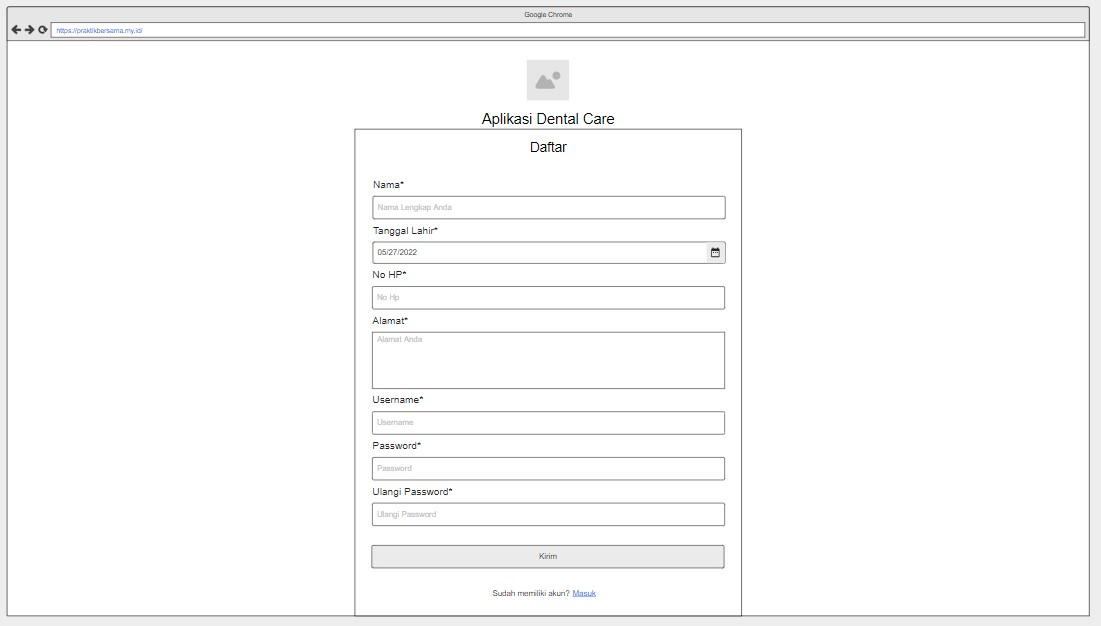 Google Chrome
https://praktikbersama.my.id/
Aplikasi Dental Care
Daftar
Nama*
Nama Lengkap Anda
Tanggal Lahir*
05/27/2022
No HP*
No Hp
Alamat*
Alamat Anda
Username*
Username
Password*
Password
Ulangi Password*
Ulangi Password
Kirim
Sudah memiliki akun? Masuk